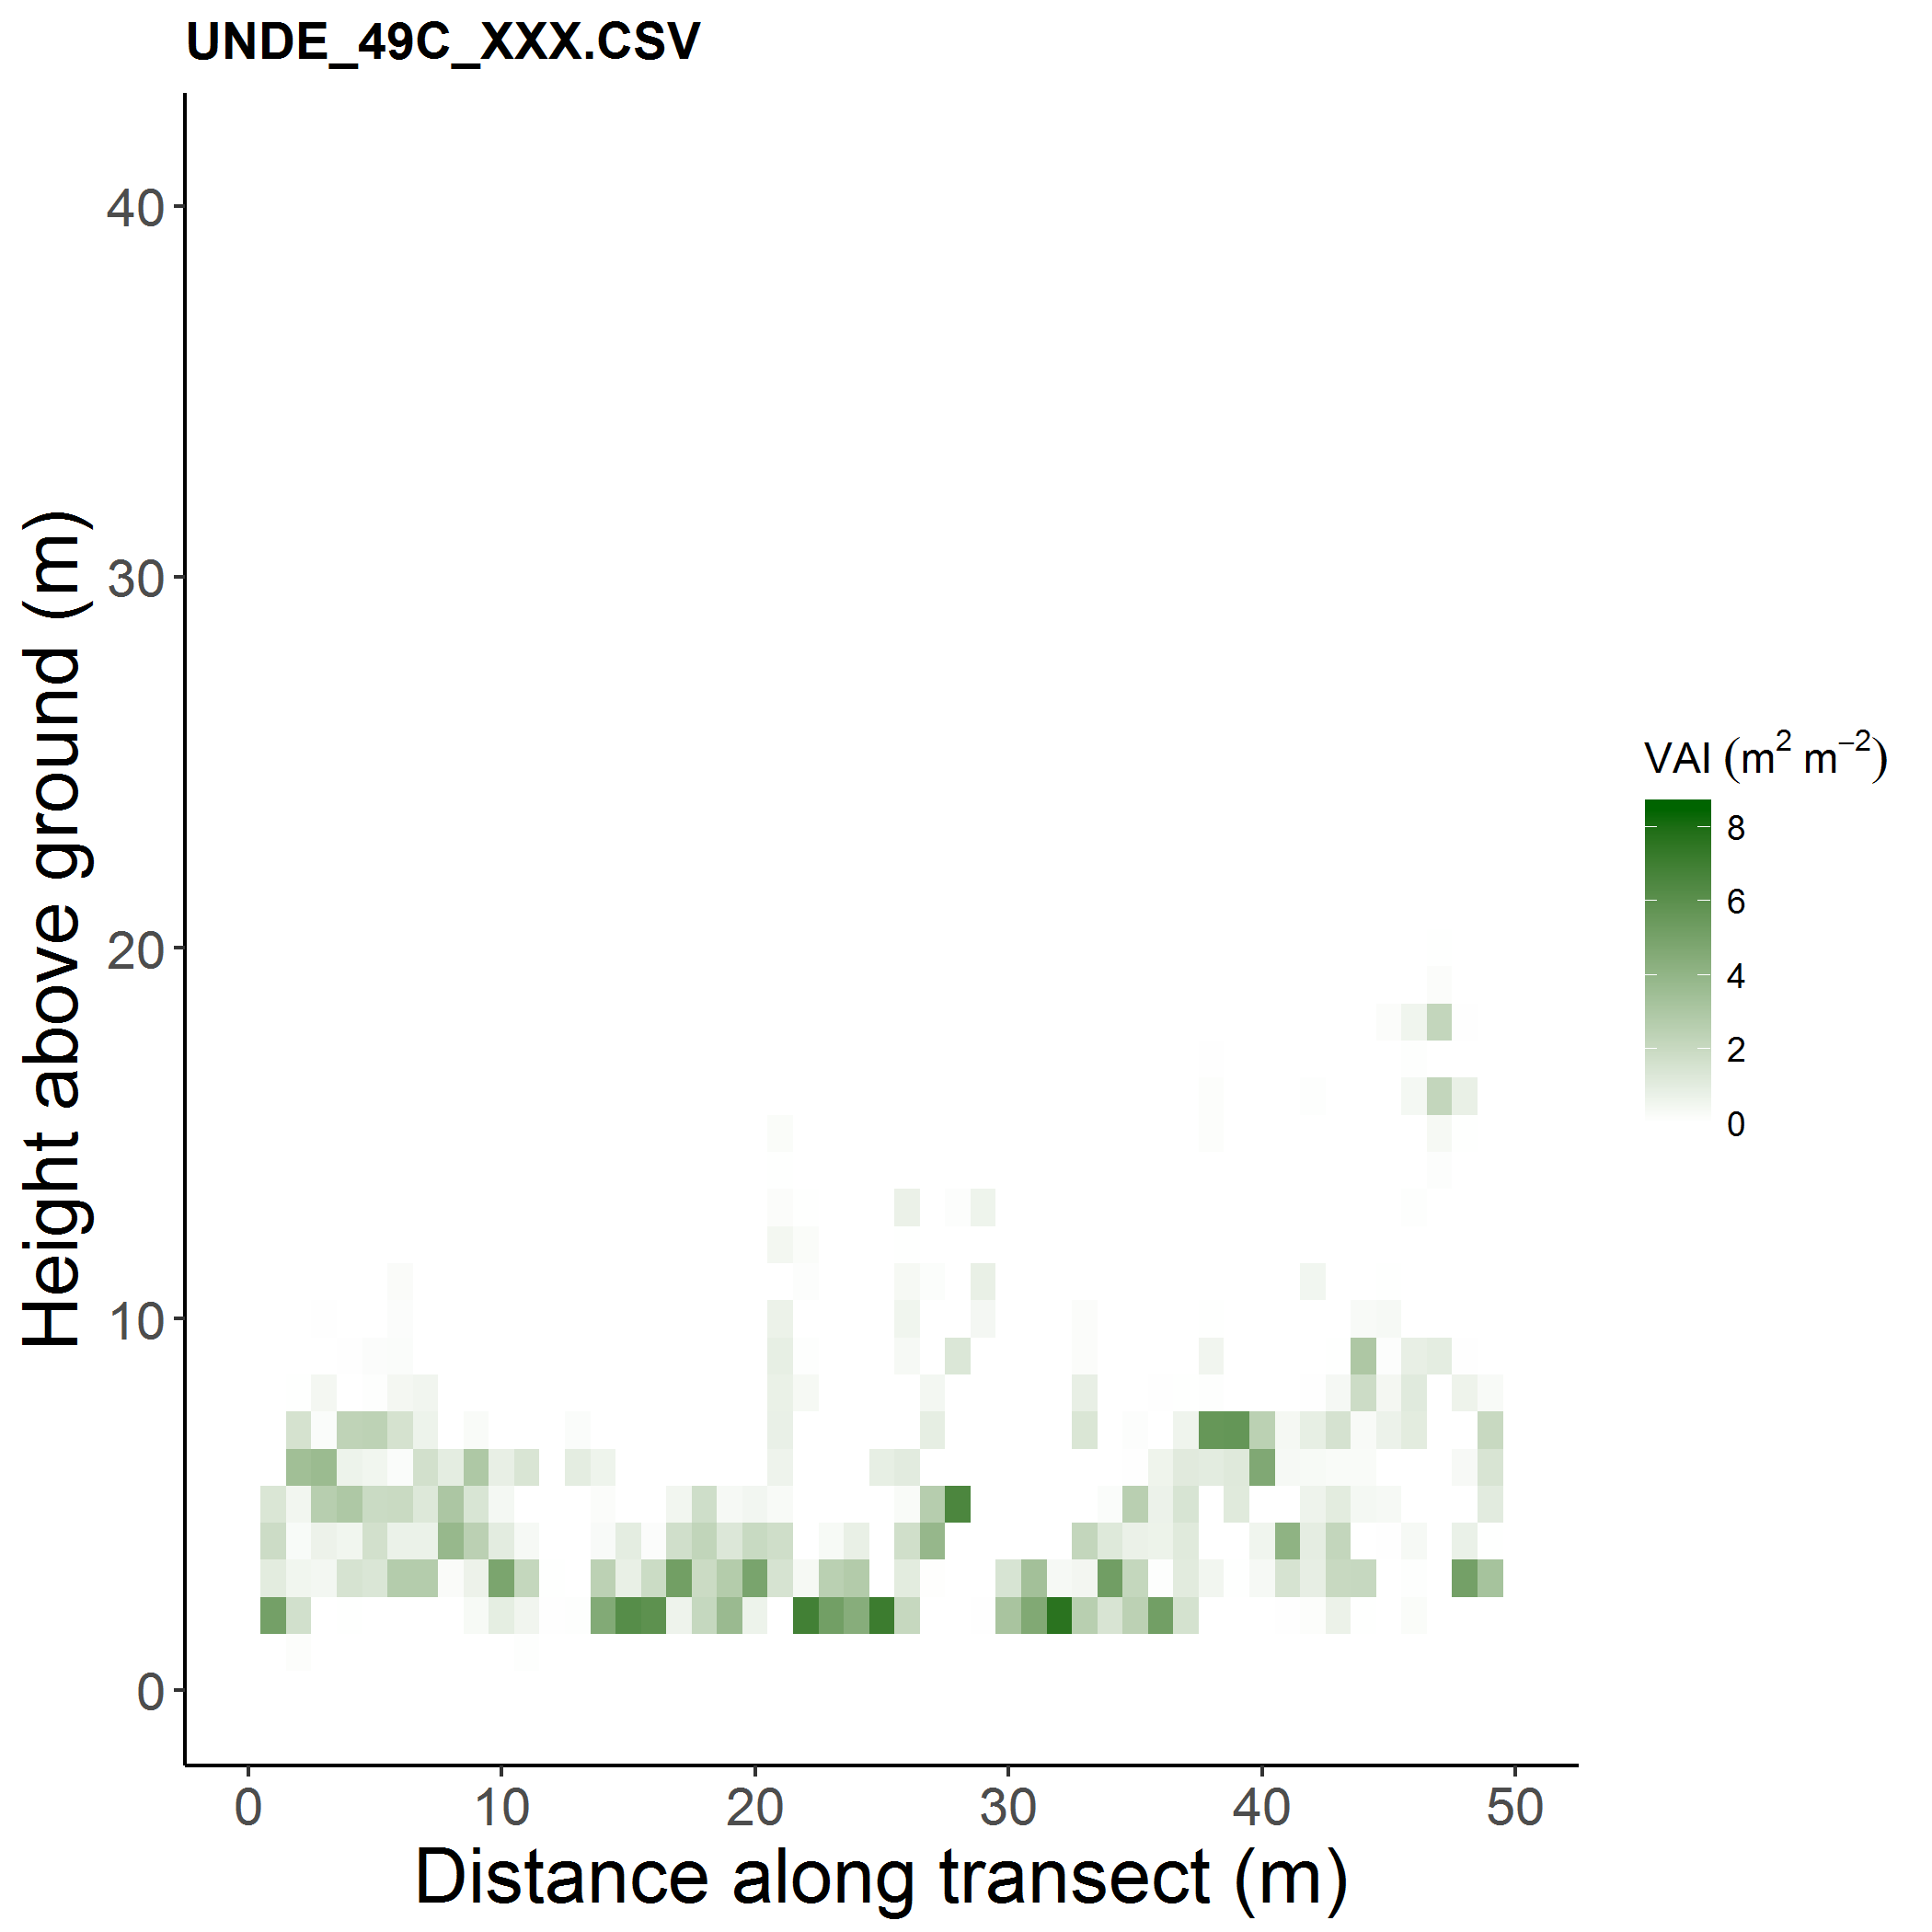 UNDE_49C_XXX.CSV
Height above ground (m)
40
30
20
10
0
0 10 20 30 40 50
Distance along transect (m)
VAI (m² m⁻²)
8
6
4
2
0